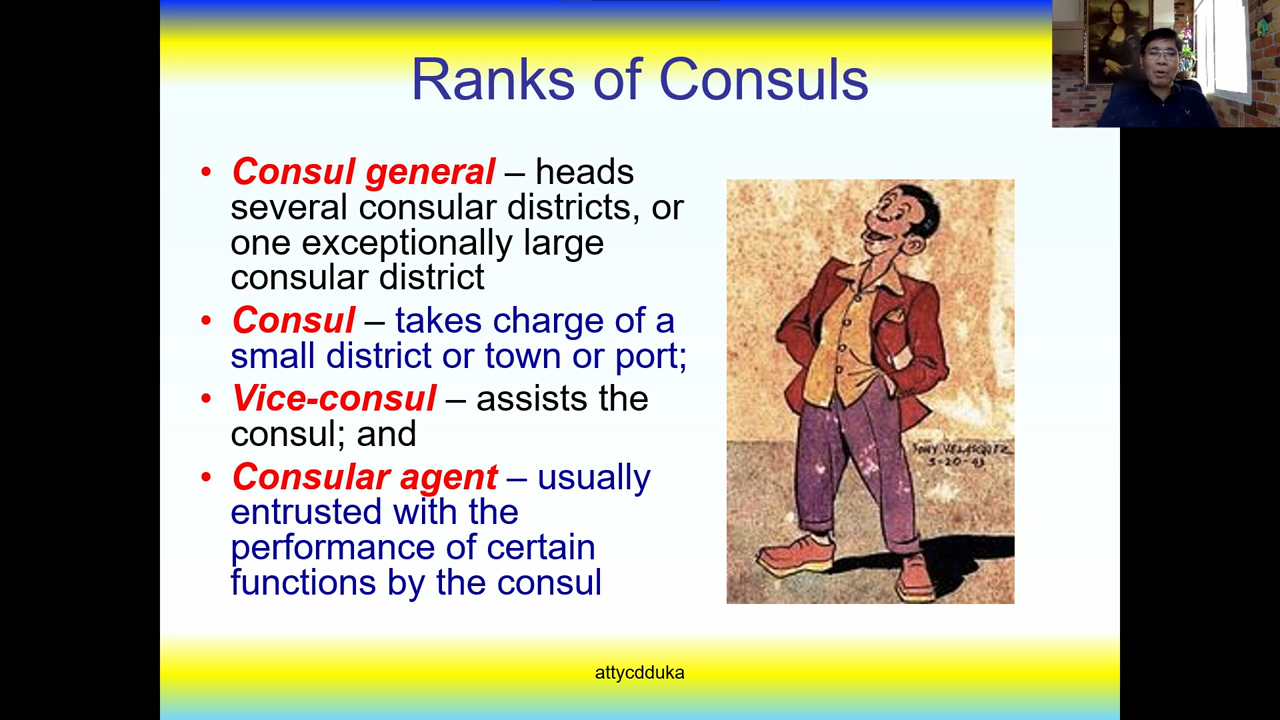 Ranks of Consuls
• Consul general – heads
several consular districts, or
one exceptionally large
consular district
• Consul – takes charge of a
small district or town or port;
• Vice-consul – assists the
consul; and
• Consular agent – usually
entrusted with the
performance of certain
functions by the consul
TONY VELASQUEZ
5-20-43
attycdduka